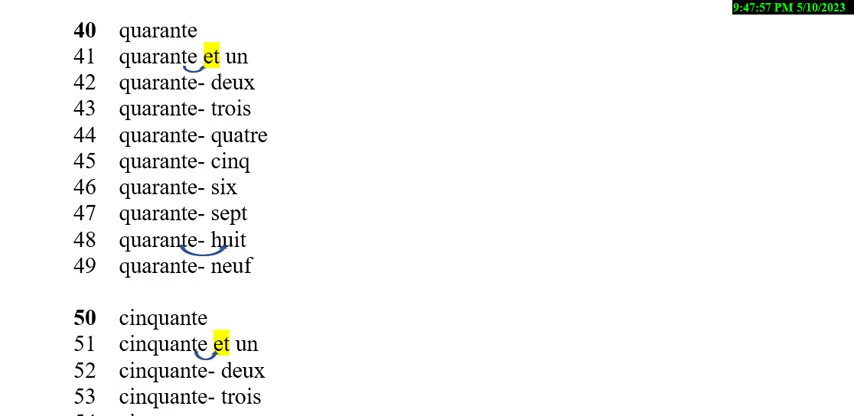 9:47:57 PM 5/10/2023
40 quarante
41 quarante et un
42 quarante- deux
43 quarante- trois
44 quarante- quatre
45 quarante- cinq
46 quarante- six
47 quarante- sept
48 quarante- huit
49 quarante- neuf
50 cinquante
51 cinquante et un
52 cinquante- deux
53 cinquante- trois